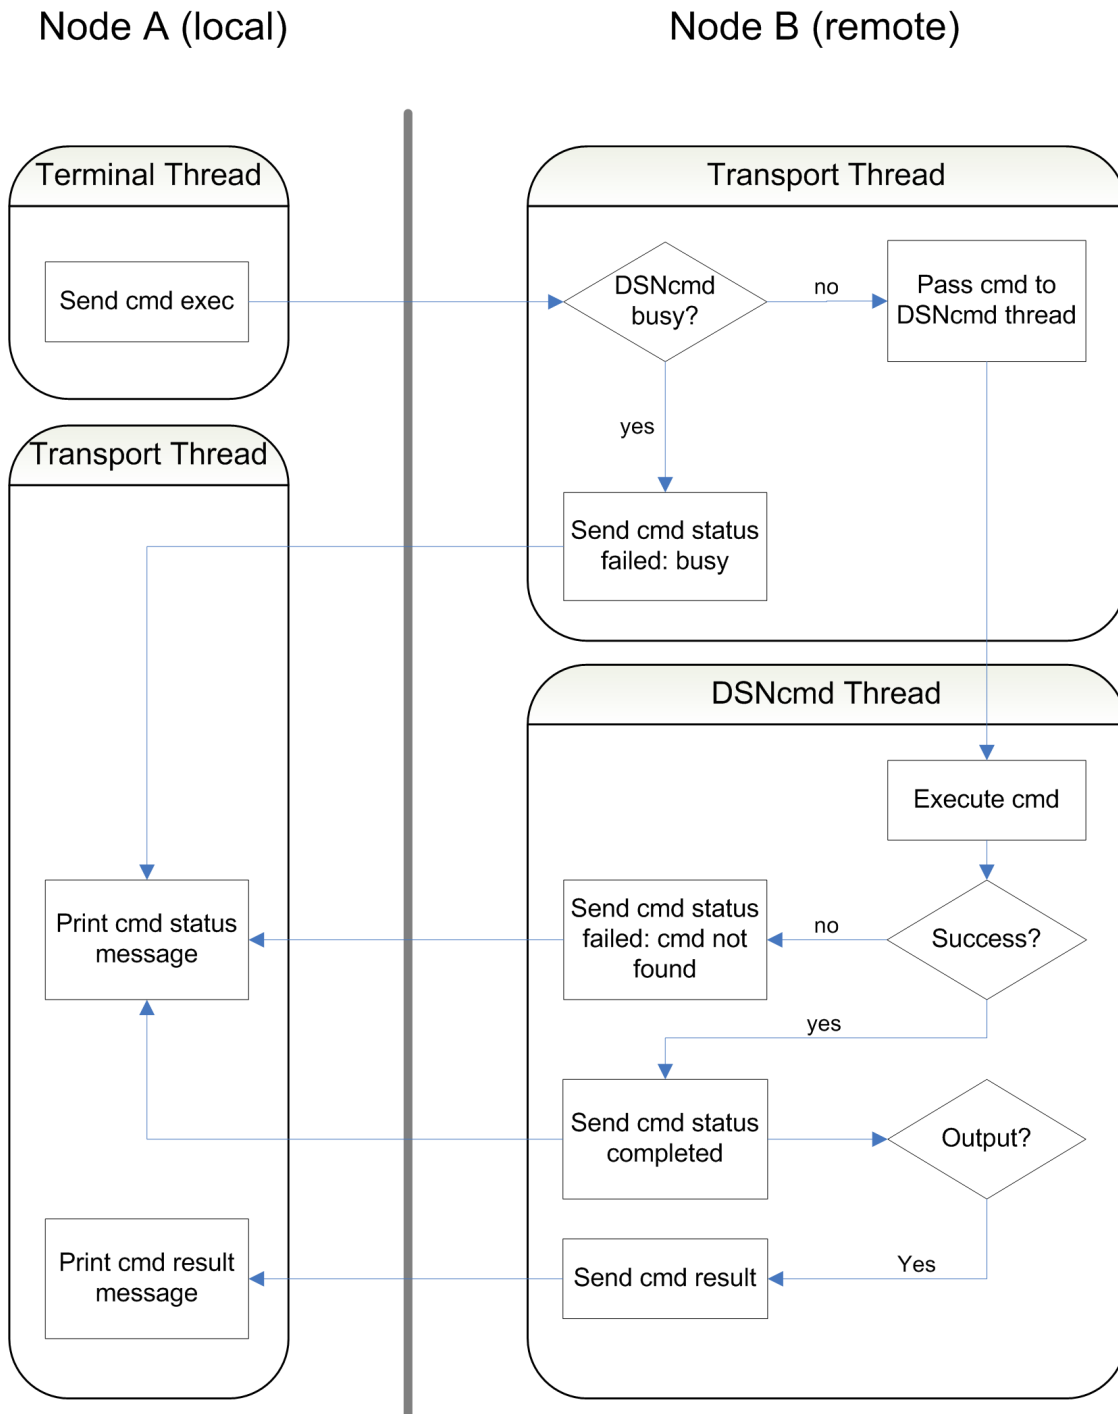 Node A (local)
Node B (remote)
Terminal Thread
Send cmd exec
Transport Thread
DSNcmd
busy?
no
Pass cmd to
DSNcmd thread
yes
Send cmd status
failed: busy
Transport Thread
Print cmd status
message
Print cmd result
message
DSNcmd Thread
Execute cmd
Success?
no
Send cmd status
failed: cmd not
found
yes
Send cmd status
completed
Output?
Yes
Send cmd result